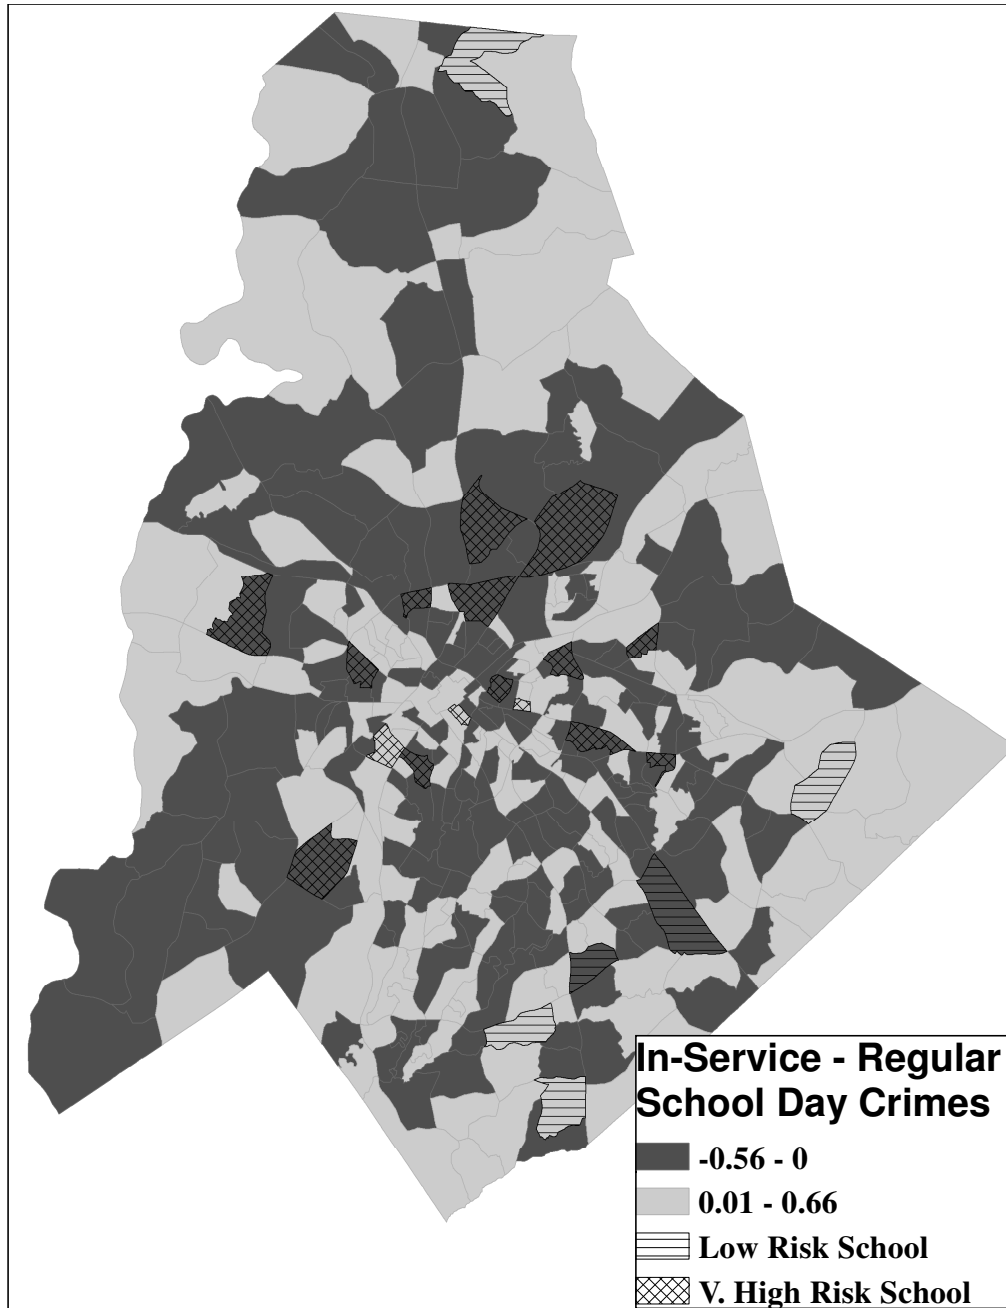 In-Service - Regular
School Day Crimes
-0.56 - 0
0.01 - 0.66
Low Risk School
V. High Risk School